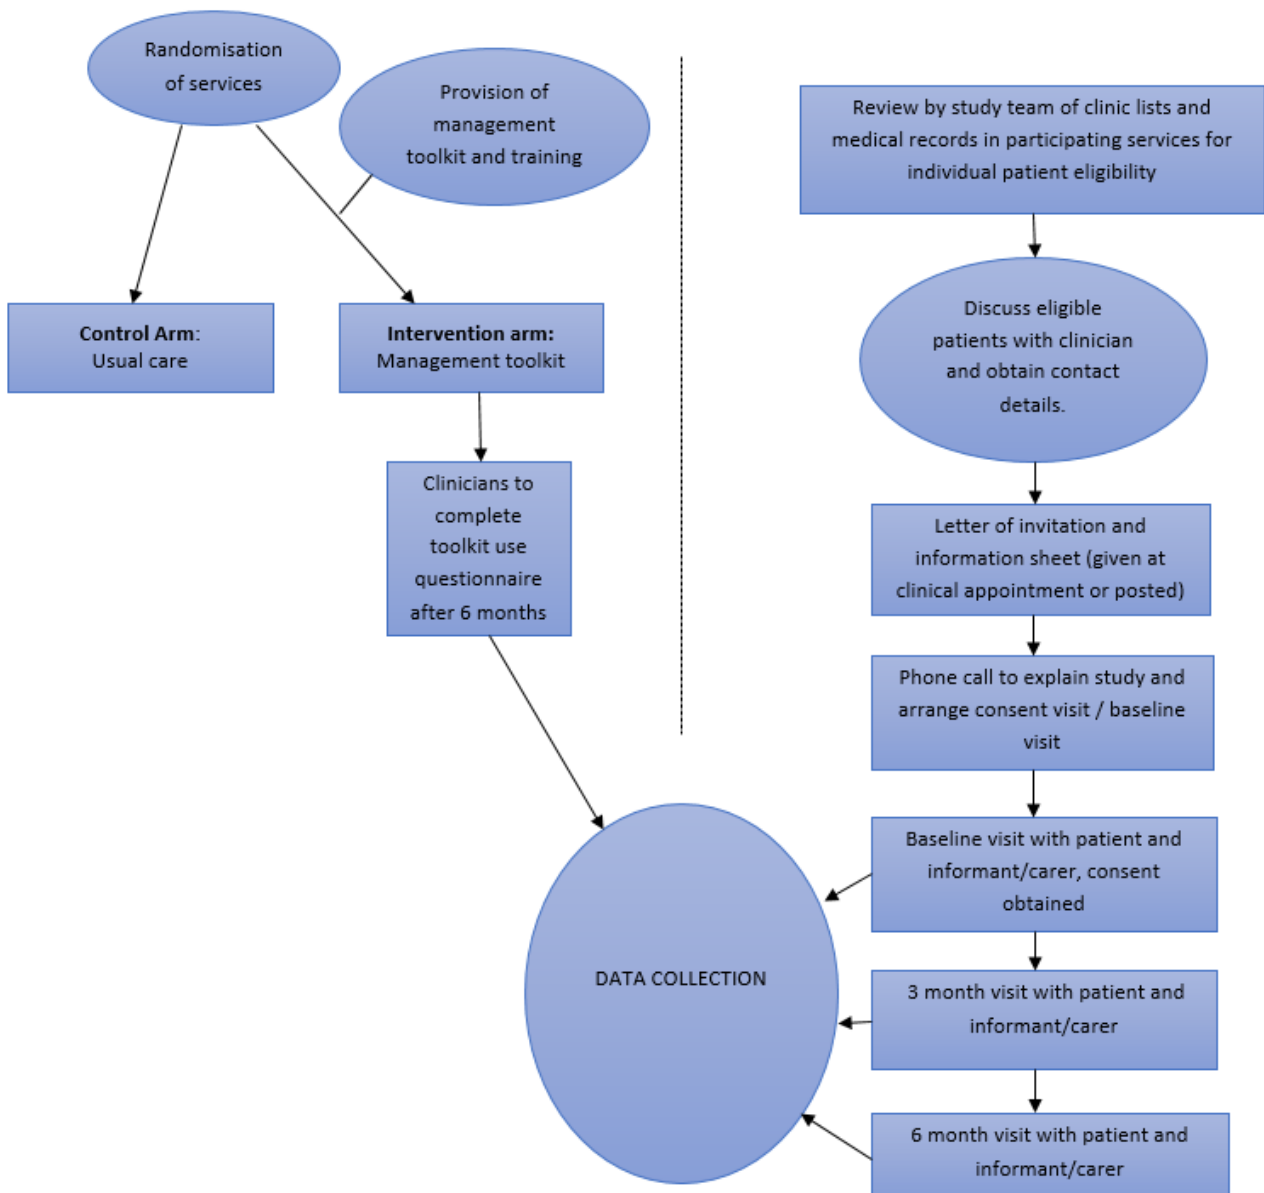 Randomisation
of services
Provision of
management
toolkit and training
Control Arm:
Usual care
Intervention arm:
Management toolkit
Clinicians to
complete
toolkit use
questionnaire
after 6 months
Review by study team of clinic lists and
medical records in participating services for
individual patient eligibility
Discuss eligible
patients with clinician
and obtain contact
details.
Letter of invitation and
information sheet (given at
clinical appointment or posted)
Phone call to explain study and
arrange consent visit / baseline
visit
Baseline visit with patient and
informant/carer, consent
obtained
3 month visit with patient and
informant/carer
6 month visit with patient and
informant/carer
DATA COLLECTION